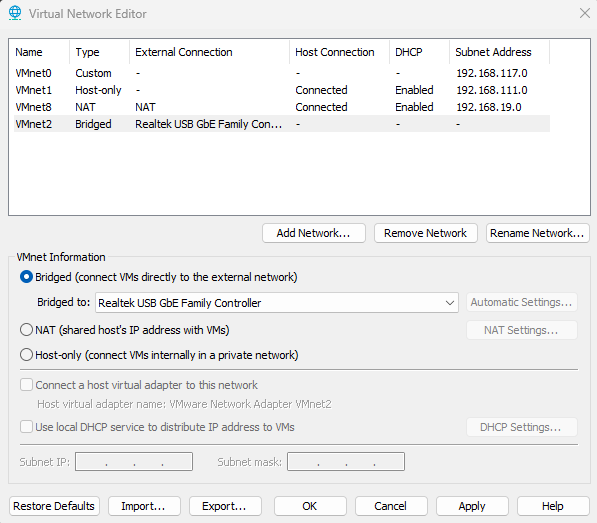 Virtual Network Editor
Name Type External Connection Host Connection DHCP Subnet Address
VMnet0 Custom - - - 192.168.117.0
VMnet1 Host-only - Connected Enabled 192.168.111.0
VMnet8 NAT NAT Connected Enabled 192.168.19.0
VMnet2 Bridged Realtek USB GbE Family Con... - - -
Add Network... Remove Network Rename Network...
VMnet Information
Bridged (connect VMs directly to the external network)
Bridged to: Realtek USB GbE Family Controller Automatic Settings...
NAT (shared host's IP address with VMs) NAT Settings...
Host-only (connect VMs internally in a private network)
Connect a host virtual adapter to this network
Host virtual adapter name: VMware Network Adapter VMnet2
Use local DHCP service to distribute IP address to VMs DHCP Settings...
Subnet IP: . . . Subnet mask: . . .
Restore Defaults Import... Export... OK Cancel Apply Help